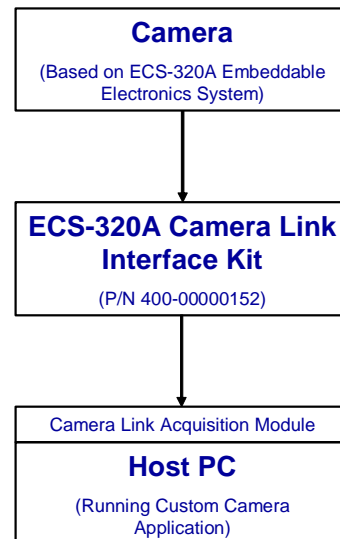 Camera
(Based on ECS-320A Embeddable
Electronics System)
ECS-320A Camera Link
Interface Kit
(P/N 400-00000152)
Camera Link Acquisition Module
Host PC
(Running Custom Camera
Application)